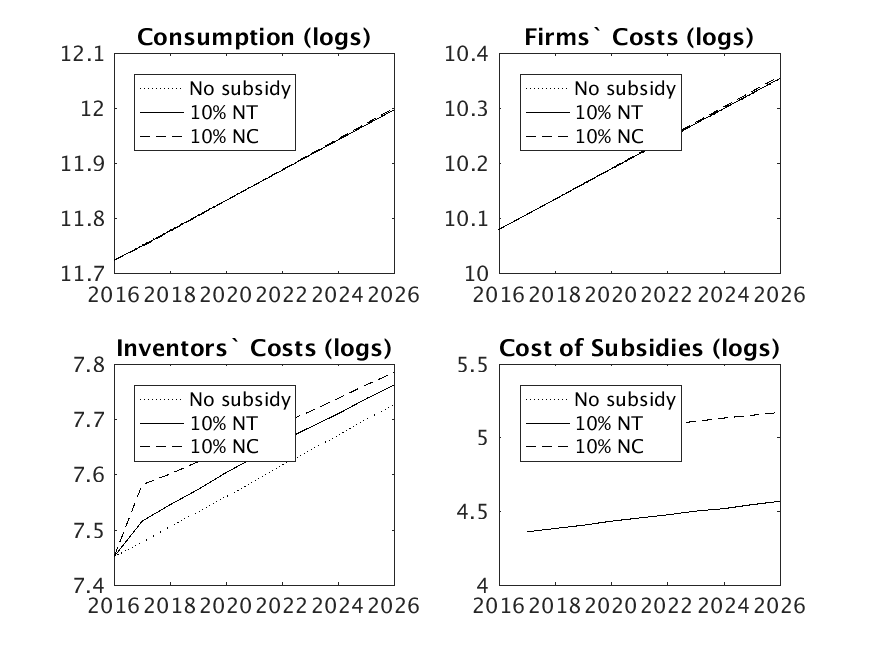 Consumption (logs)
12.1
12
11.9
11.8
11.7
No subsidy
10% NT
10% NC
2016 2018 2020 2022 2024 2026
Firms` Costs (logs)
10.4
10.3
10.2
10.1
10
No subsidy
10% NT
10% NC
2016 2018 2020 2022 2024 2026
Inventors` Costs (logs)
7.8
7.7
7.6
7.5
7.4
No subsidy
10% NT
10% NC
2016 2018 2020 2022 2024 2026
Cost of Subsidies (logs)
5.5
5
4.5
4
No subsidy
10% NT
10% NC
2016 2018 2020 2022 2024 2026